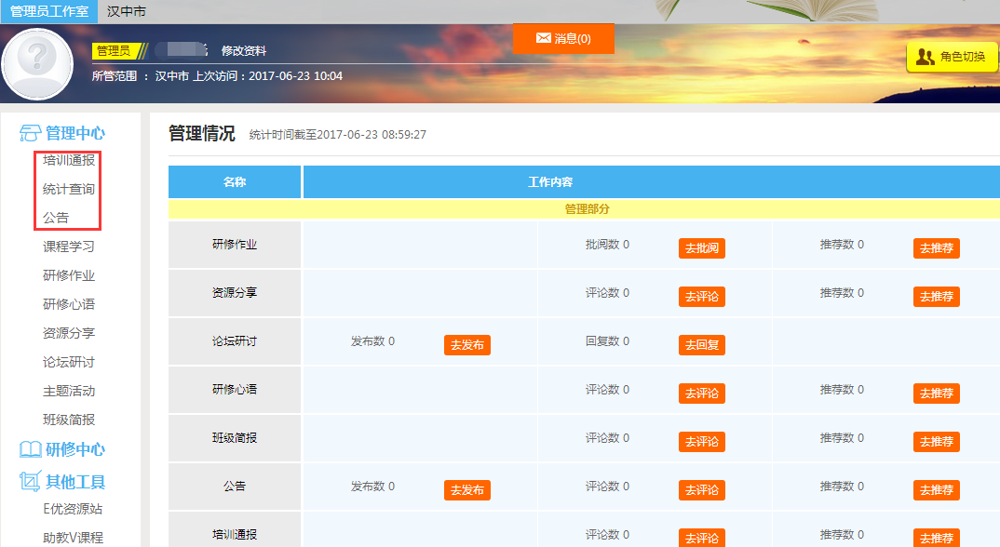 管理员工作室 汉中市
消息(0)
管理员 修改资料
角色切换
所管范围 ： 汉中市 上次访问：2017-06-23 10:04
管理中心
培训通报
统计查询
公告
课程学习
研修作业
研修心语
资源分享
论坛研讨
主题活动
班级简报
研修中心
其他工具
E优资源站
助教V课程
管理情况 统计时间截至2017-06-23 08:59:27
名称 工作内容
管理部分
研修作业 批阅数 0 去批阅 推荐数 0 去推荐
资源分享 评论数 0 去评论 推荐数 0 去推荐
论坛研讨 发布数 0 去发布 回复数 0 去回复
研修心语 评论数 0 去评论 推荐数 0 去推荐
班级简报 评论数 0 去评论 推荐数 0 去推荐
公告 发布数 0 去发布 评论数 0 去评论 推荐数 0 去推荐
培训通报 评论数 0 去评论 推荐数 0 去推荐